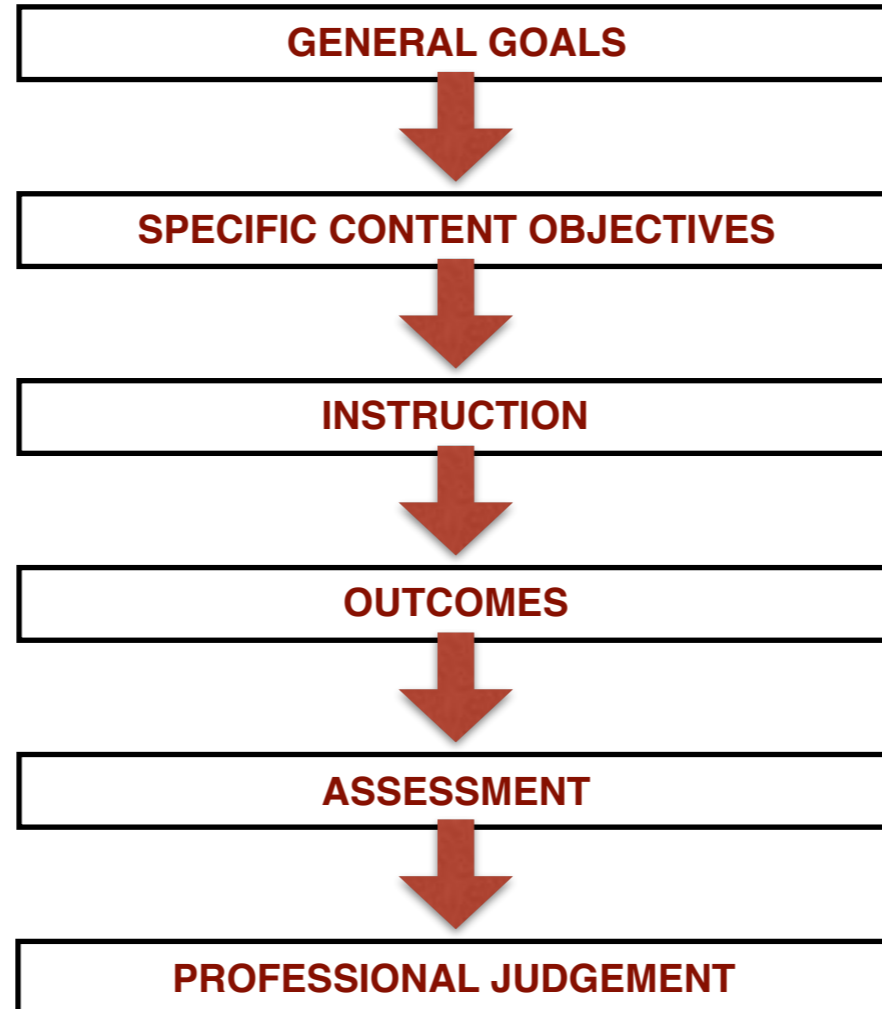 GENERAL GOALS
SPECIFIC CONTENT OBJECTIVES
INSTRUCTION
OUTCOMES
ASSESSMENT
PROFESSIONAL JUDGEMENT